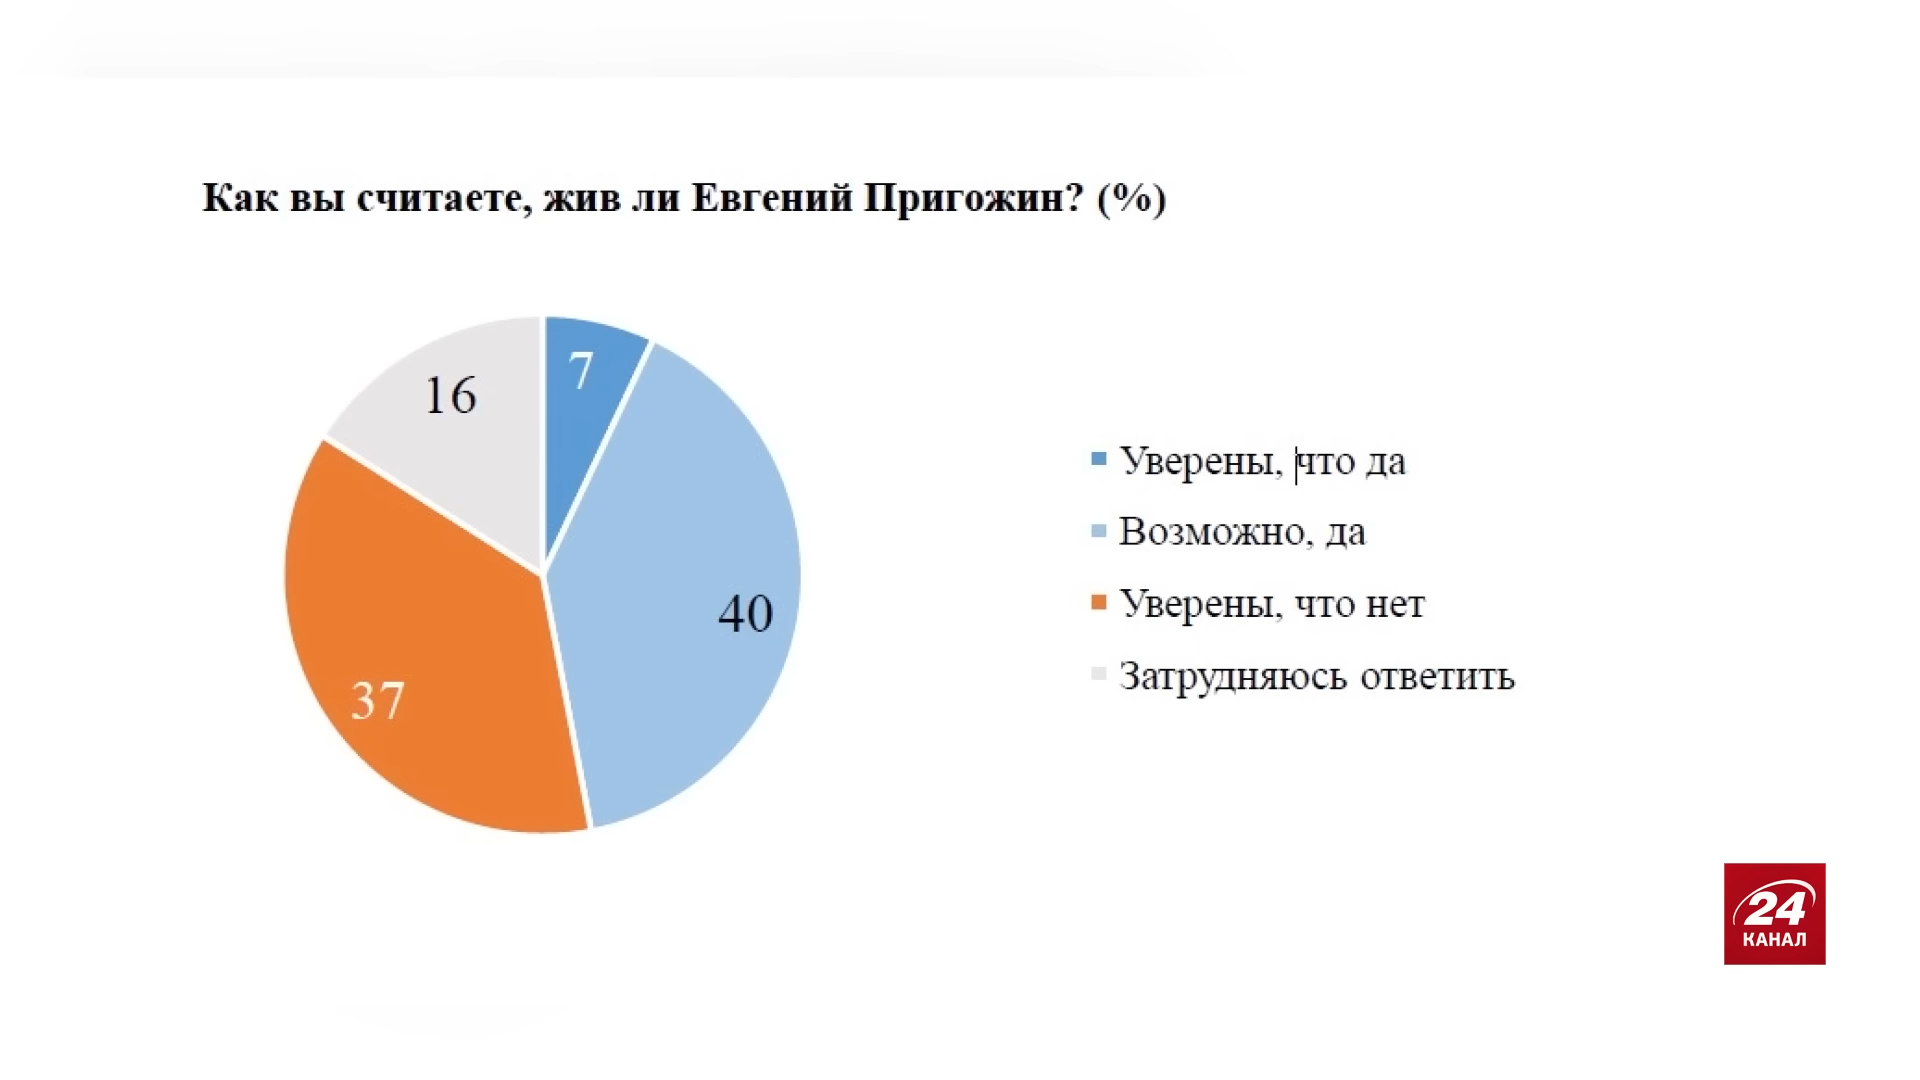 Как вы считаете, жив ли Евгений Пригожин? (%)
7
16
40
37
Уверены, что да
Возможно, да
Уверены, что нет
Затрудняюсь ответить
24
КАНАЛ